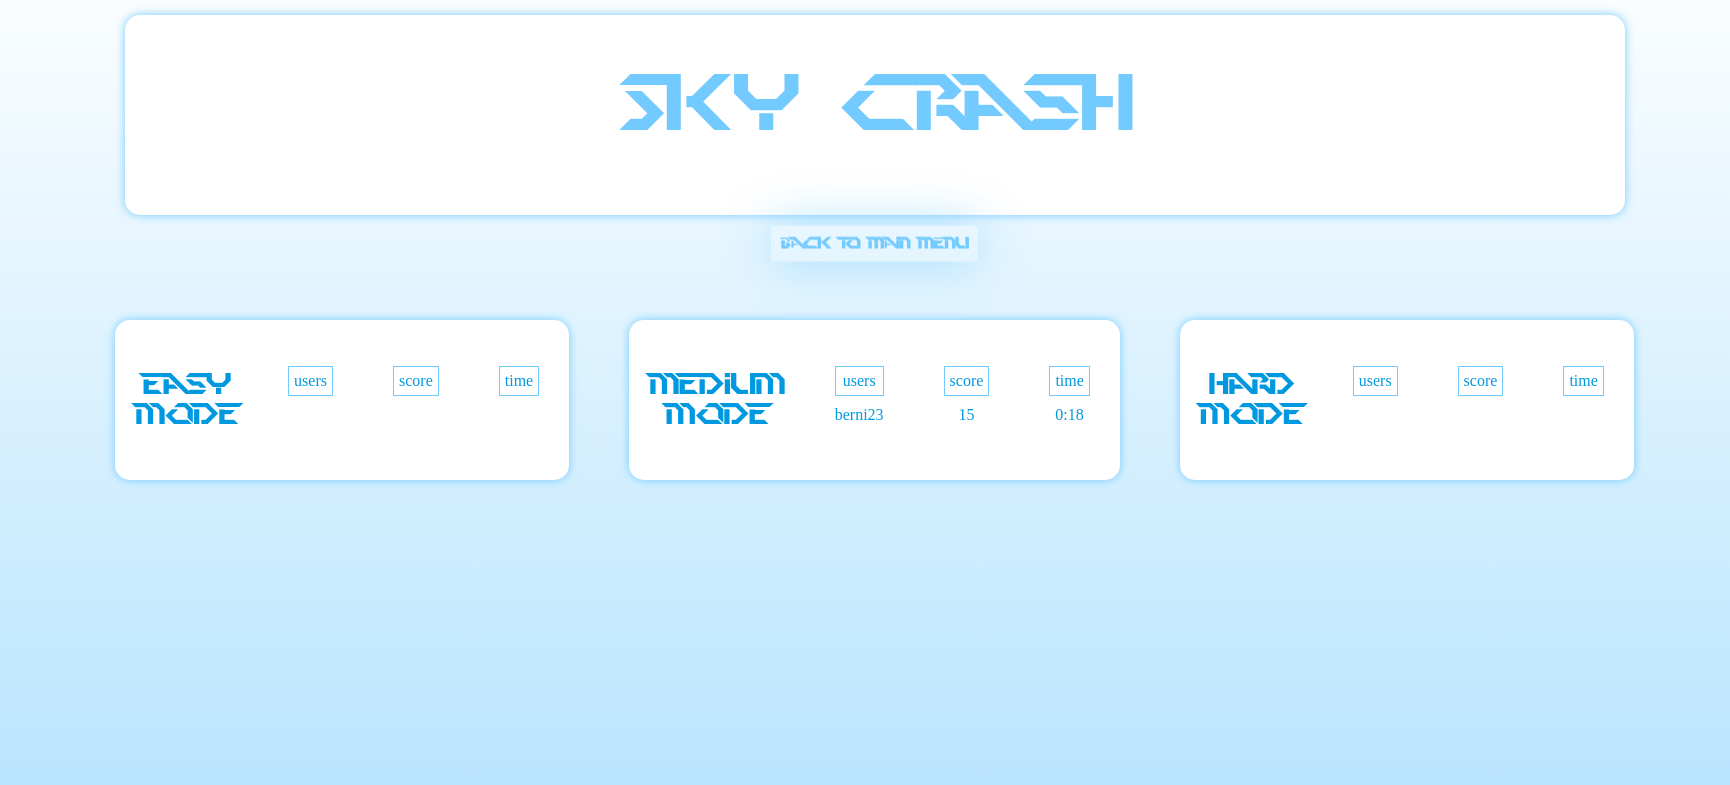 SKY CRASH
BACK TO MAIN MENU
EASY
MODE
users score time
MEDIUM
MODE
users score time
berni23 15 0:18
HARD
MODE
users score time